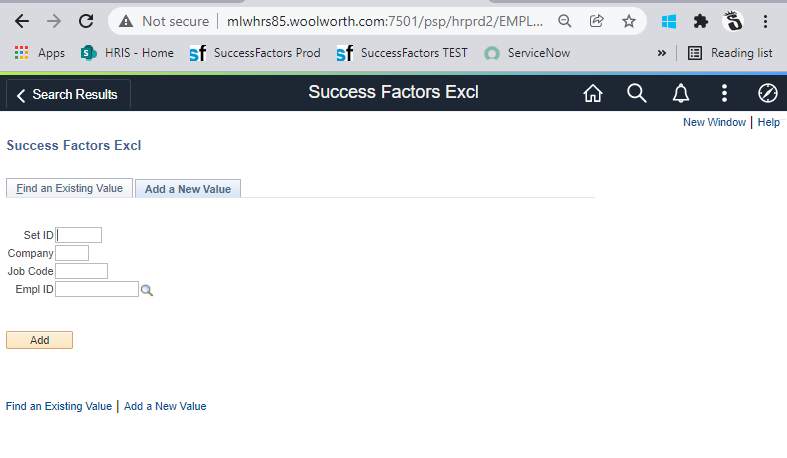 Not secure | mlwhrs85.woolworth.com:7501/psp/hrprd2/EMPL...
Apps HRIS - Home SuccessFactors Prod SuccessFactors TEST ServiceNow » Reading list
Search Results Success Factors Excl
New Window | Help
Success Factors Excl
Find an Existing Value Add a New Value
Set ID
Company
Job Code
Empl ID
Add
Find an Existing Value | Add a New Value